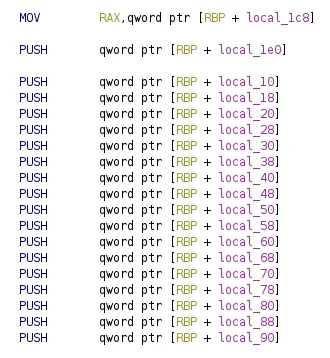 MOV RAX,qword ptr [RBP + local_1c8]
PUSH qword ptr [RBP + local_1e0]
PUSH qword ptr [RBP + local_10]
PUSH qword ptr [RBP + local_18]
PUSH qword ptr [RBP + local_20]
PUSH qword ptr [RBP + local_28]
PUSH qword ptr [RBP + local_30]
PUSH qword ptr [RBP + local_38]
PUSH qword ptr [RBP + local_40]
PUSH qword ptr [RBP + local_48]
PUSH qword ptr [RBP + local_50]
PUSH qword ptr [RBP + local_58]
PUSH qword ptr [RBP + local_60]
PUSH qword ptr [RBP + local_68]
PUSH qword ptr [RBP + local_70]
PUSH qword ptr [RBP + local_78]
PUSH qword ptr [RBP + local_80]
PUSH qword ptr [RBP + local_88]
PUSH qword ptr [RBP + local_90]